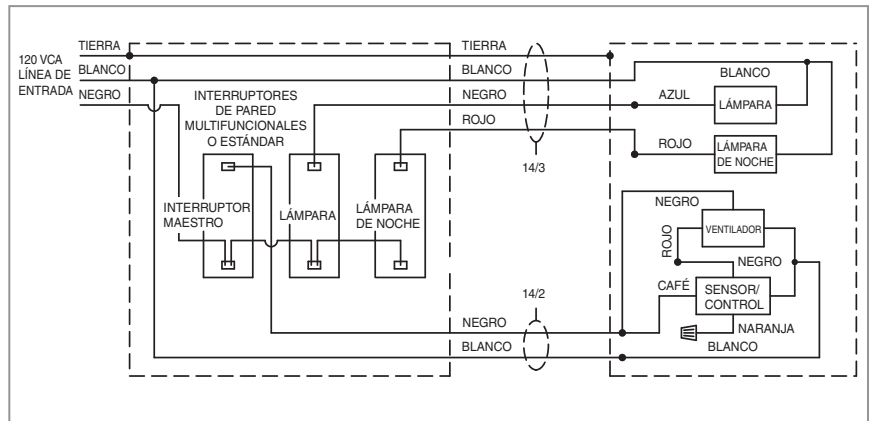 120 VCA
LÍNEA DE
ENTRADA
TIERRA
BLANCO
NEGRO
INTERRUPTORES
DE PARED
MULTIFUNCIONALES
O ESTÁNDAR
INTERRUPTOR
MAESTRO
LÁMPARA
LÁMPARA
DE NOCHE
TIERRA
BLANCO
NEGRO
ROJO
14/3
14/2
NEGRO
BLANCO
BLANCO
AZUL
LÁMPARA
ROJO
LÁMPARA
DE NOCHE
NEGRO
ROJO
VENTILADOR
NEGRO
CAFÉ
SENSOR/
CONTROL
NARANJA
BLANCO